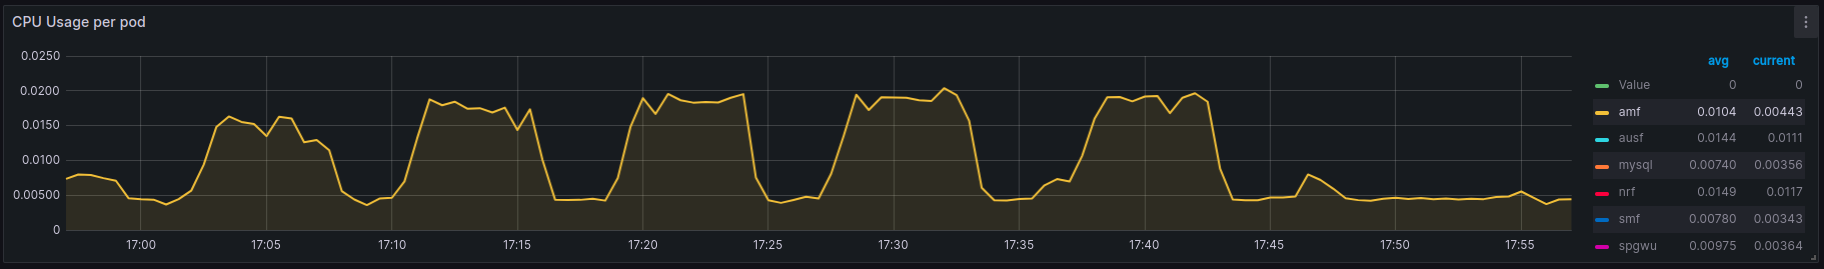 CPU Usage per pod
0.0250
0.0200
0.0150
0.0100
0.00500
0
17:00 17:05 17:10 17:15 17:20 17:25 17:30 17:35 17:40 17:45 17:50 17:55
avg current
Value 0 0
amf 0.0104 0.00443
ausf 0.0144 0.0111
mysql 0.00740 0.00356
nrf 0.0149 0.0117
smf 0.00780 0.00343
spgwu 0.00975 0.00364